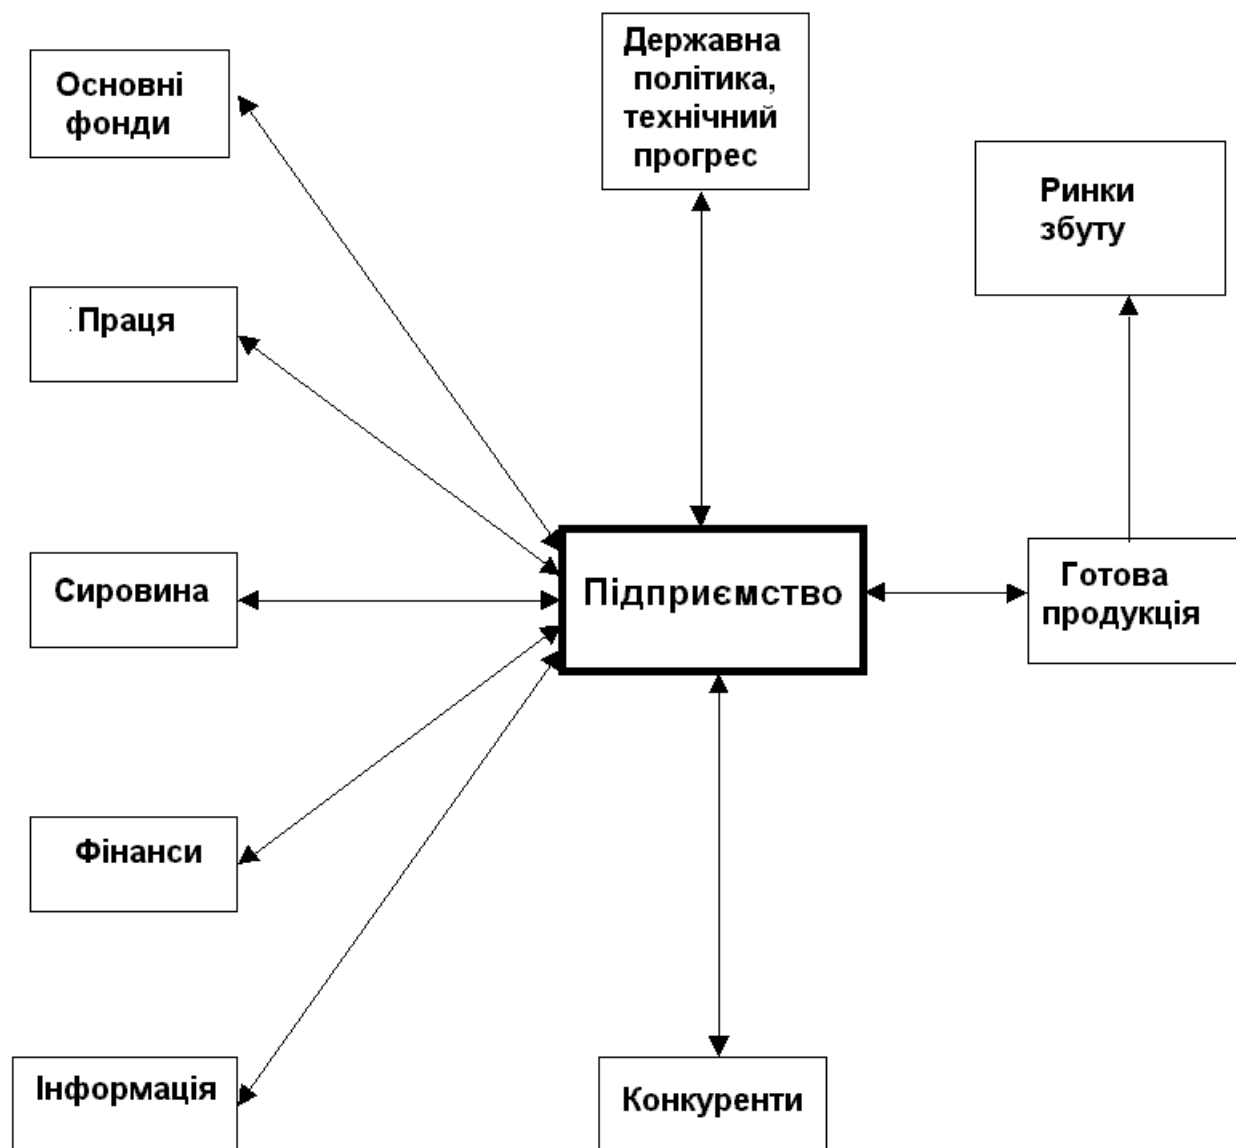 Основні
фонди
Державна
політика,
технічний
прогрес
Ринки
збуту
Праця
Сировина
Підприємство
Готова
продукція
Фінанси
Інформація
Конкуренти